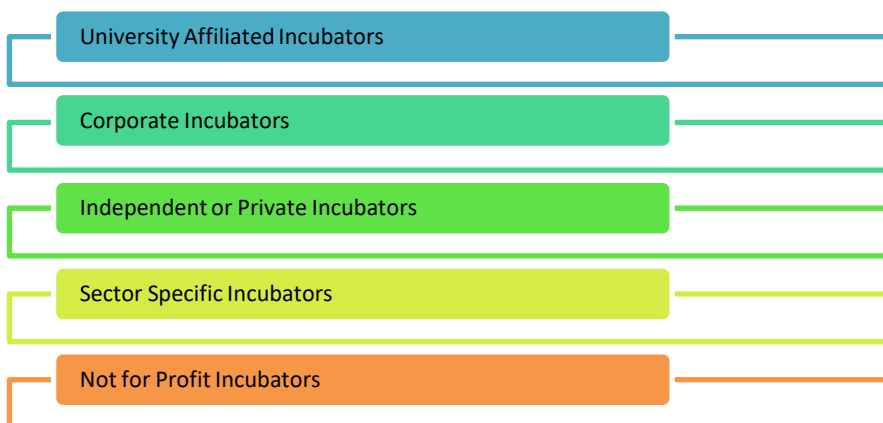 University Affiliated Incubators
Corporate Incubators
Independent or Private Incubators
Sector Specific Incubators
Not for Profit Incubators